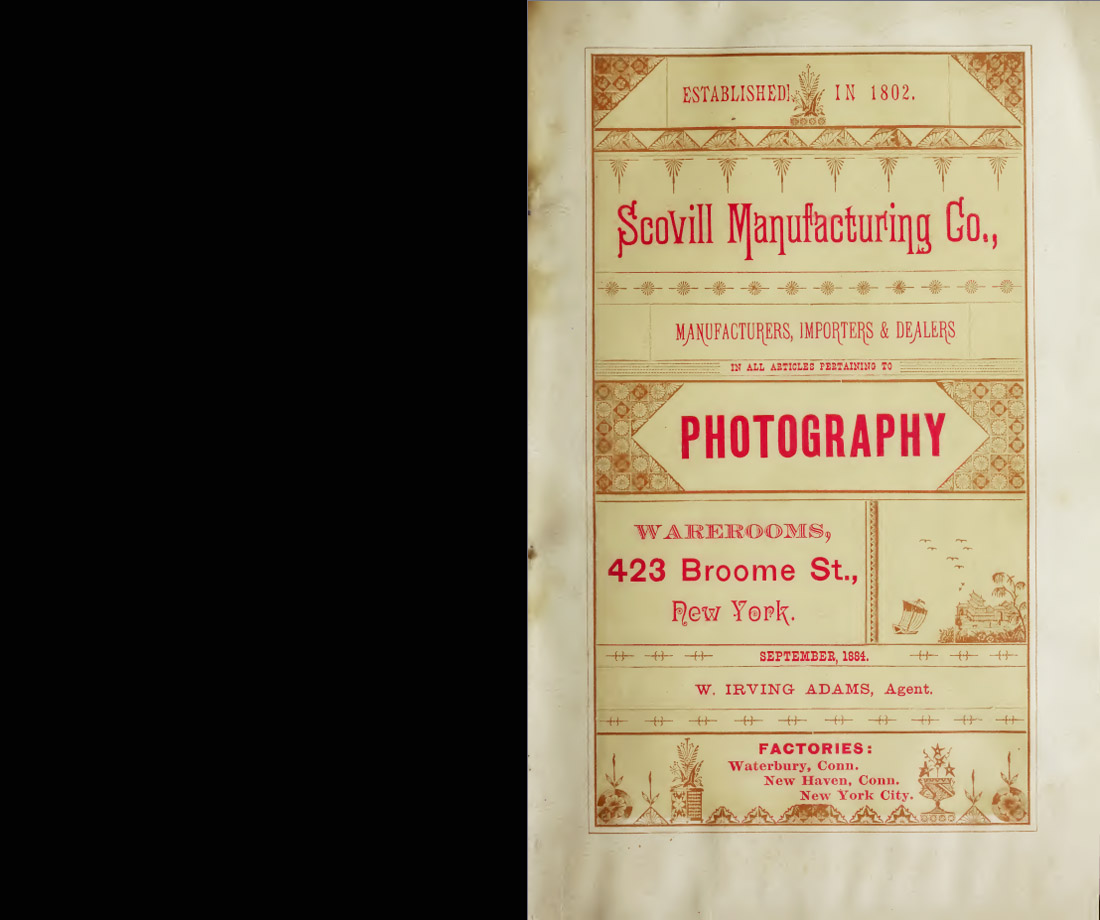 ESTABLISHED IN 1802.
Scovill Manufacturing Co.,
MANUFACTURERS, IMPORTERS & DEALERS
IN ALL ARTICLES PERTAINING TO
PHOTOGRAPHY
WAREROOMS,
423 Broome St.,
New York.
SEPTEMBER, 1884.
W. IRVING ADAMS, Agent.
FACTORIES:
Waterbury, Conn.
New Haven, Conn.
New York City.